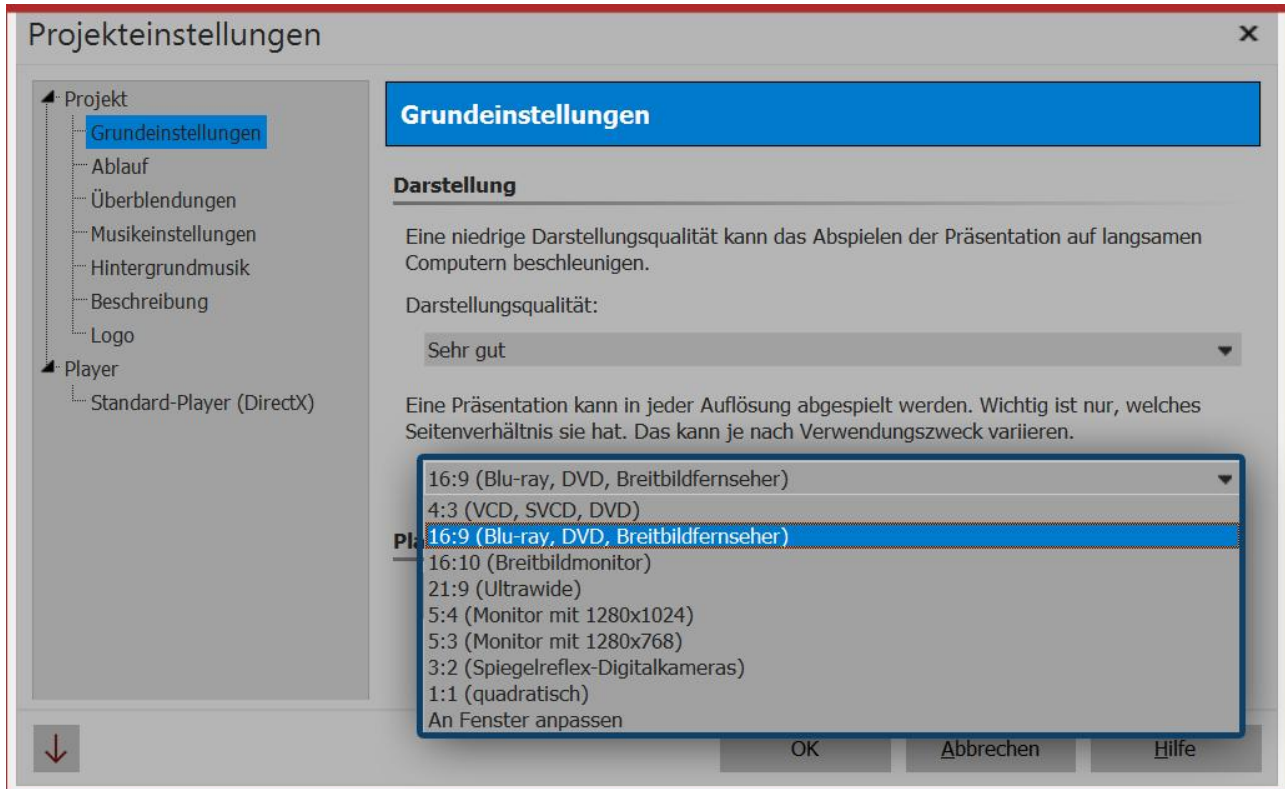 Projekteinstellungen
Projekt
Grundeinstellungen
Ablauf
Überblendungen
Musikeinstellungen
Hintergrundmusik
Beschreibung
Logo
Player
Standard-Player (DirectX)
Grundeinstellungen
Darstellung
Eine niedrige Darstellungsqualität kann das Abspielen der Präsentation auf langsamen
Computern beschleunigen.
Darstellungsqualität:
Sehr gut
Eine Präsentation kann in jeder Auflösung abgespielt werden. Wichtig ist nur, welches
Seitenverhältnis sie hat. Das kann je nach Verwendungszweck variieren.
16:9 (Blu-ray, DVD, Breitbildfernseher)
4:3 (VCD, SVCD, DVD)
16:9 (Blu-ray, DVD, Breitbildfernseher)
16:10 (Breitbildmonitor)
21:9 (Ultrawide)
5:4 (Monitor mit 1280x1024)
5:3 (Monitor mit 1280x768)
3:2 (Spiegelreflex-Digitalkameras)
1:1 (quadratisch)
An Fenster anpassen
OK
Abbrechen
Hilfe